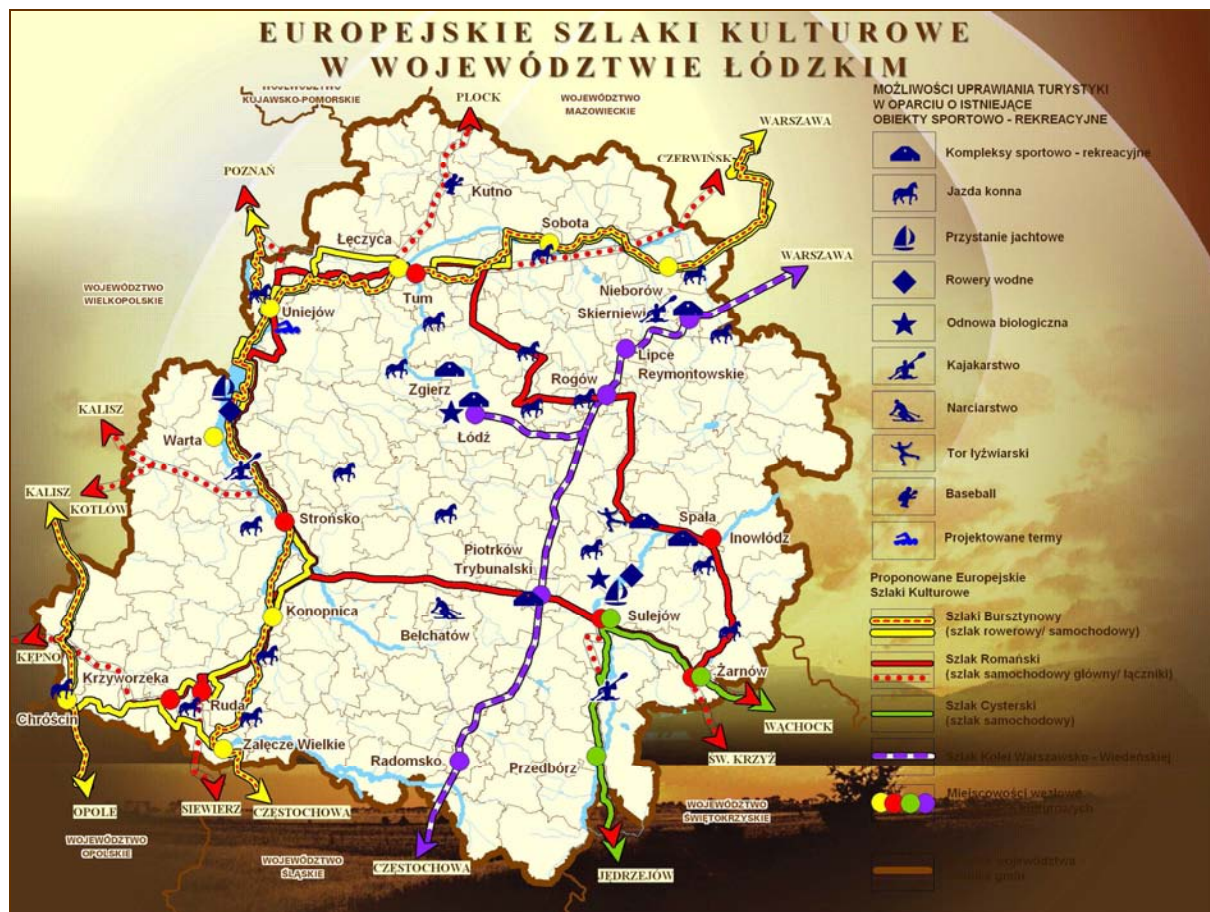 EUROPEJSKIE SZLAKI KULTUROWE
W WOJEWÓDZTWIE ŁÓDZKIM
WOJEWÓDZTWO
KUJAWSKO-POMORSKIE
PŁOCK
WOJEWÓDZTWO
MAZOWIECKIE
WARSZAWA
CZERWIŃSK
POZNAŃ
Kutno
Sobota
Łęczyca
WARSZAWA
WOJEWÓDZTWO
WIELKOPOLSKIE
Tum
Nieborów
Uniejów
Skierniewi
Lipce
Reymontowskie
Zgierz
Rogów
KALISZ
Warta
Łódź
KALISZ
KOTLÓW
Strońsko
Spała
Inowłódz
Piotrków
Trybunalski
Konopnica
Bełchatów
Sulejów
KĘPNO
Krzyworzeka
Żarnów
Ruda
Chróścin
WĄCHOCK
Załęcze Wielkie
Radomsko
Przedbórz
ŚW. KRZYŻ
OPOLE
SIEWIERZ
CZĘSTOCHOWA
WOJEWÓDZTWO
ŚWIĘTOKRZYSKIE
WOJEWÓDZTWO
OPOLSKIE
WOJEWÓDZTWO
ŚLĄSKIE
CZĘSTOCHOWA
JĘDRZEJÓW
MOŻLIWOŚCI UPRAWIANIA TURYSTYKI
W OPARCIU O ISTNIEJĄCE
OBIEKTY SPORTOWO - REKREACYJNE
Kompleksy sportowo - rekreacyjne
Jazda konna
Przystanie jachtowe
Rowery wodne
Odnowa biologiczna
Kajakarstwo
Narciarstwo
Tor łyżwiarski
Baseball
Projektowane termy
Proponowane Europejskie
Szlaki Kulturowe
Szlaki Bursztynowy
(szlak rowerowy/ samochodowy)
Szlak Romański
(szlak samochodowy główny/ łączniki)
Szlak Cysterski
(szlak samochodowy)
Szlak Kolei Warszawsko - Wiedeńskiej
Miejscowości węzłowe